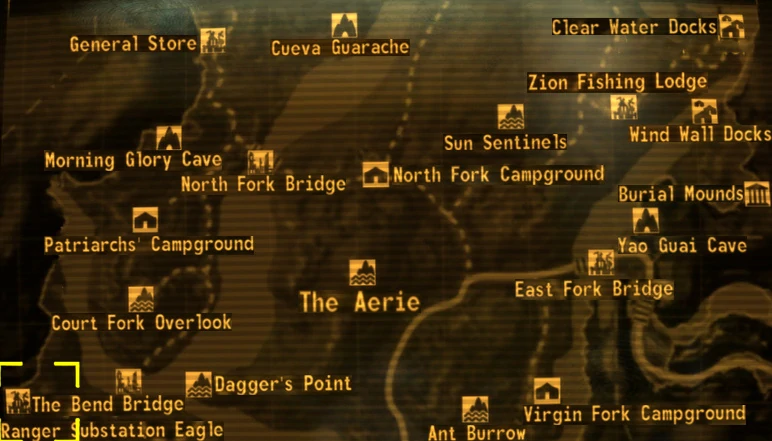 Clear Water Docks
General Store
Cueva Guarache
Zion Fishing Lodge
Sun Sentinels
Wind Wall Docks
Morning Glory Cave
North Fork Bridge
North Fork Campground
Burial Mounds
Patriarchs' Campground
Yao Guai Cave
East Fork Bridge
The Aerie
Court Fork Overlook
Dagger's Point
The Bend Bridge
Virgin Fork Campground
Ranger Substation Eagle
Ant Burrow